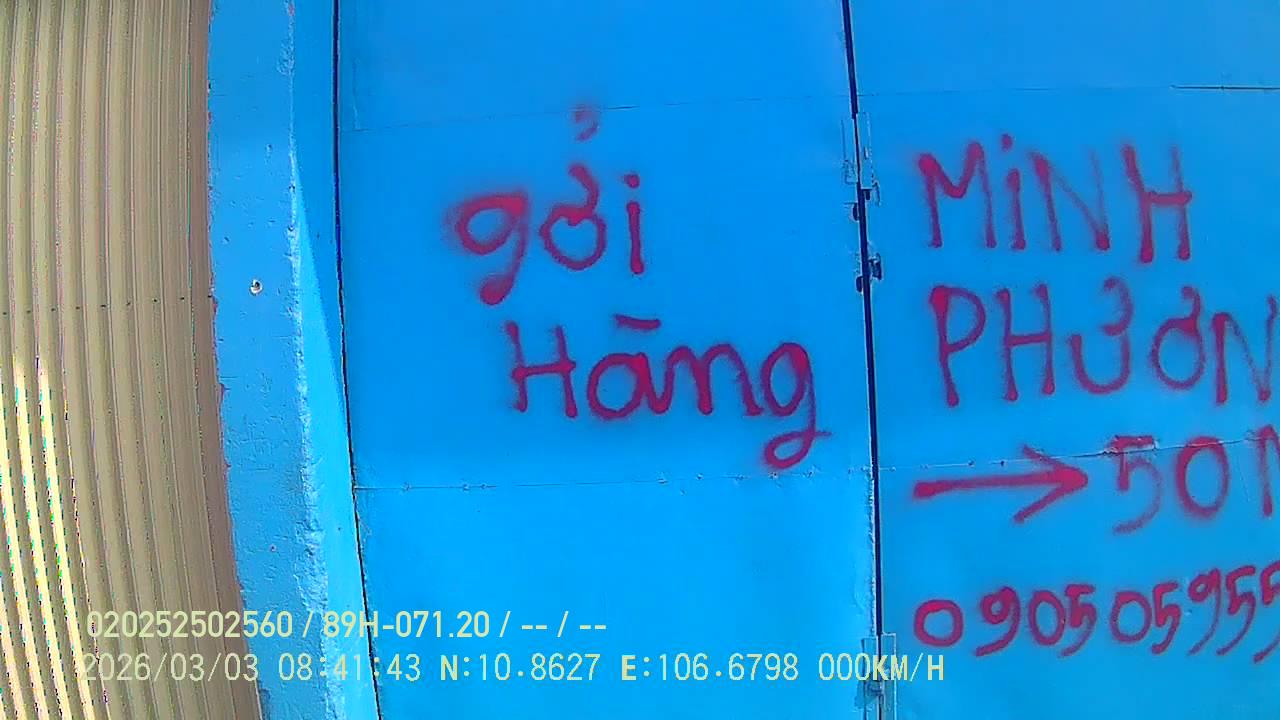 gởi
Hàng
MINH
PHƯƠN
→ 50
090505955
020252502560 / 89H-071.20 / -- / --
2026/03/03 08:41:43 N:10.8627 E:106.6798 000KM/H